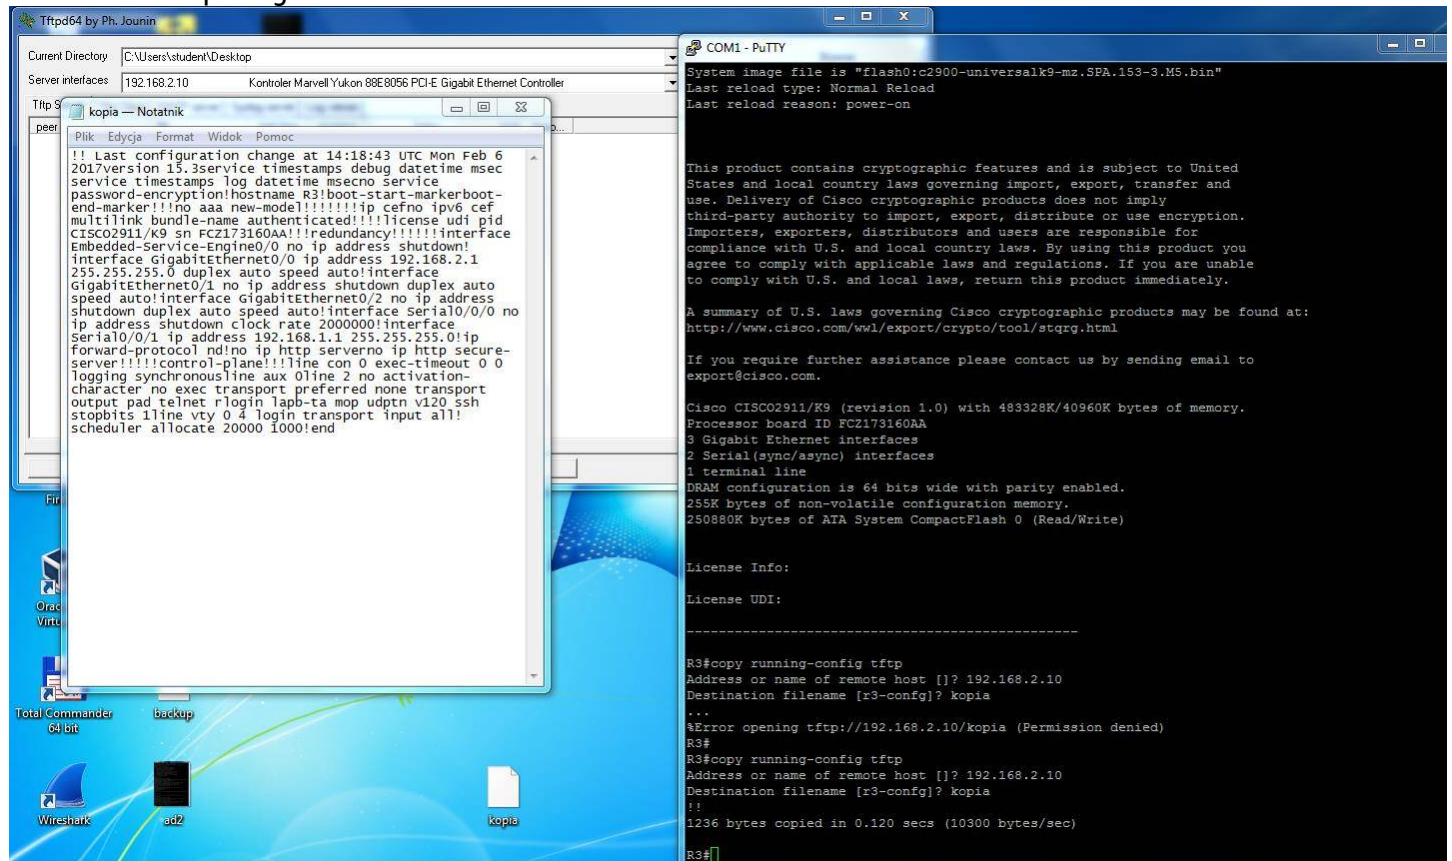 Tftpd64 by Ph. Jounin
Current Directory C:\Users\student\Desktop
Server interfaces 192.168.2.10 Kontroler Marvell Yukon 88E8056 PCI-E Gigabit Ethernet Controller
Tftp S
peer
kopia — Notatnik
Plik Edycja Format Widok Pomoc
!! Last configuration change at 14:18:43 UTC Mon Feb 6
2017version 15.3service timestamps debug datetime msec
service timestamps log datetime msecno service
password-encryption!hostname R3!boot-start-markerboot-
end-marker!!!no aaa new-model!!!!!!!ip cefno ipv6 cef
multilink bundle-name authenticated!!!!license udi pid
CISCO2911/K9 sn FCZ173160AA!!!redundancy!!!!!!interface
Embedded-Service-Engine0/0 no ip address shutdown!
interface GigabitEthernet0/0 ip address 192.168.2.1
255.255.255.0 duplex auto speed auto!interface
GigabitEthernet0/1 no ip address shutdown duplex auto
speed auto!interface GigabitEthernet0/2 no ip address
shutdown duplex auto speed auto!interface Serial0/0/0 no
ip address shutdown clock rate 2000000!interface
Serial0/0/1 ip address 192.168.1.1 255.255.255.0!ip
forward-protocol nd!no ip http serverno ip http secure-
server!!!!!control-plane!!!line con 0 exec-timeout 0 0
logging synchronousline aux 0line 2 no activation-
character no exec transport preferred none transport
output pad telnet rlogin lapb-ta mop udptn v120 ssh
stopbits 1line vty 0 4 login transport input all!
scheduler allocate 20000 1000!end
Fir
Orac
Virtu
Total Commander
64 bit
backup
Wireshark
ad2
kopia
COM1 - PuTTY
System image file is "flash0:c2900-universalk9-mz.SPA.153-3.M5.bin"
Last reload type: Normal Reload
Last reload reason: power-on
This product contains cryptographic features and is subject to United
States and local country laws governing import, export, transfer and
use. Delivery of Cisco cryptographic products does not imply
third-party authority to import, export, distribute or use encryption.
Importers, exporters, distributors and users are responsible for
compliance with U.S. and local country laws. By using this product you
agree to comply with applicable laws and regulations. If you are unable
to comply with U.S. and local laws, return this product immediately.
A summary of U.S. laws governing Cisco cryptographic products may be found at:
http://www.cisco.com/wwl/export/crypto/tool/stqrg.html
If you require further assistance please contact us by sending email to
export@cisco.com.
Cisco CISCO2911/K9 (revision 1.0) with 483328K/40960K bytes of memory.
Processor board ID FCZ173160AA
3 Gigabit Ethernet interfaces
2 Serial(sync/async) interfaces
1 terminal line
DRAM configuration is 64 bits wide with parity enabled.
255K bytes of non-volatile configuration memory.
250880K bytes of ATA System CompactFlash 0 (Read/Write)
License Info:
License UDI:
-------------------------------------------------
R3#copy running-config tftp
Address or name of remote host []? 192.168.2.10
Destination filename [r3-confg]? kopia
...
%Error opening tftp://192.168.2.10/kopia (Permission denied)
R3#
R3#copy running-config tftp
Address or name of remote host []? 192.168.2.10
Destination filename [r3-confg]? kopia
!!
1236 bytes copied in 0.120 secs (10300 bytes/sec)
R3#